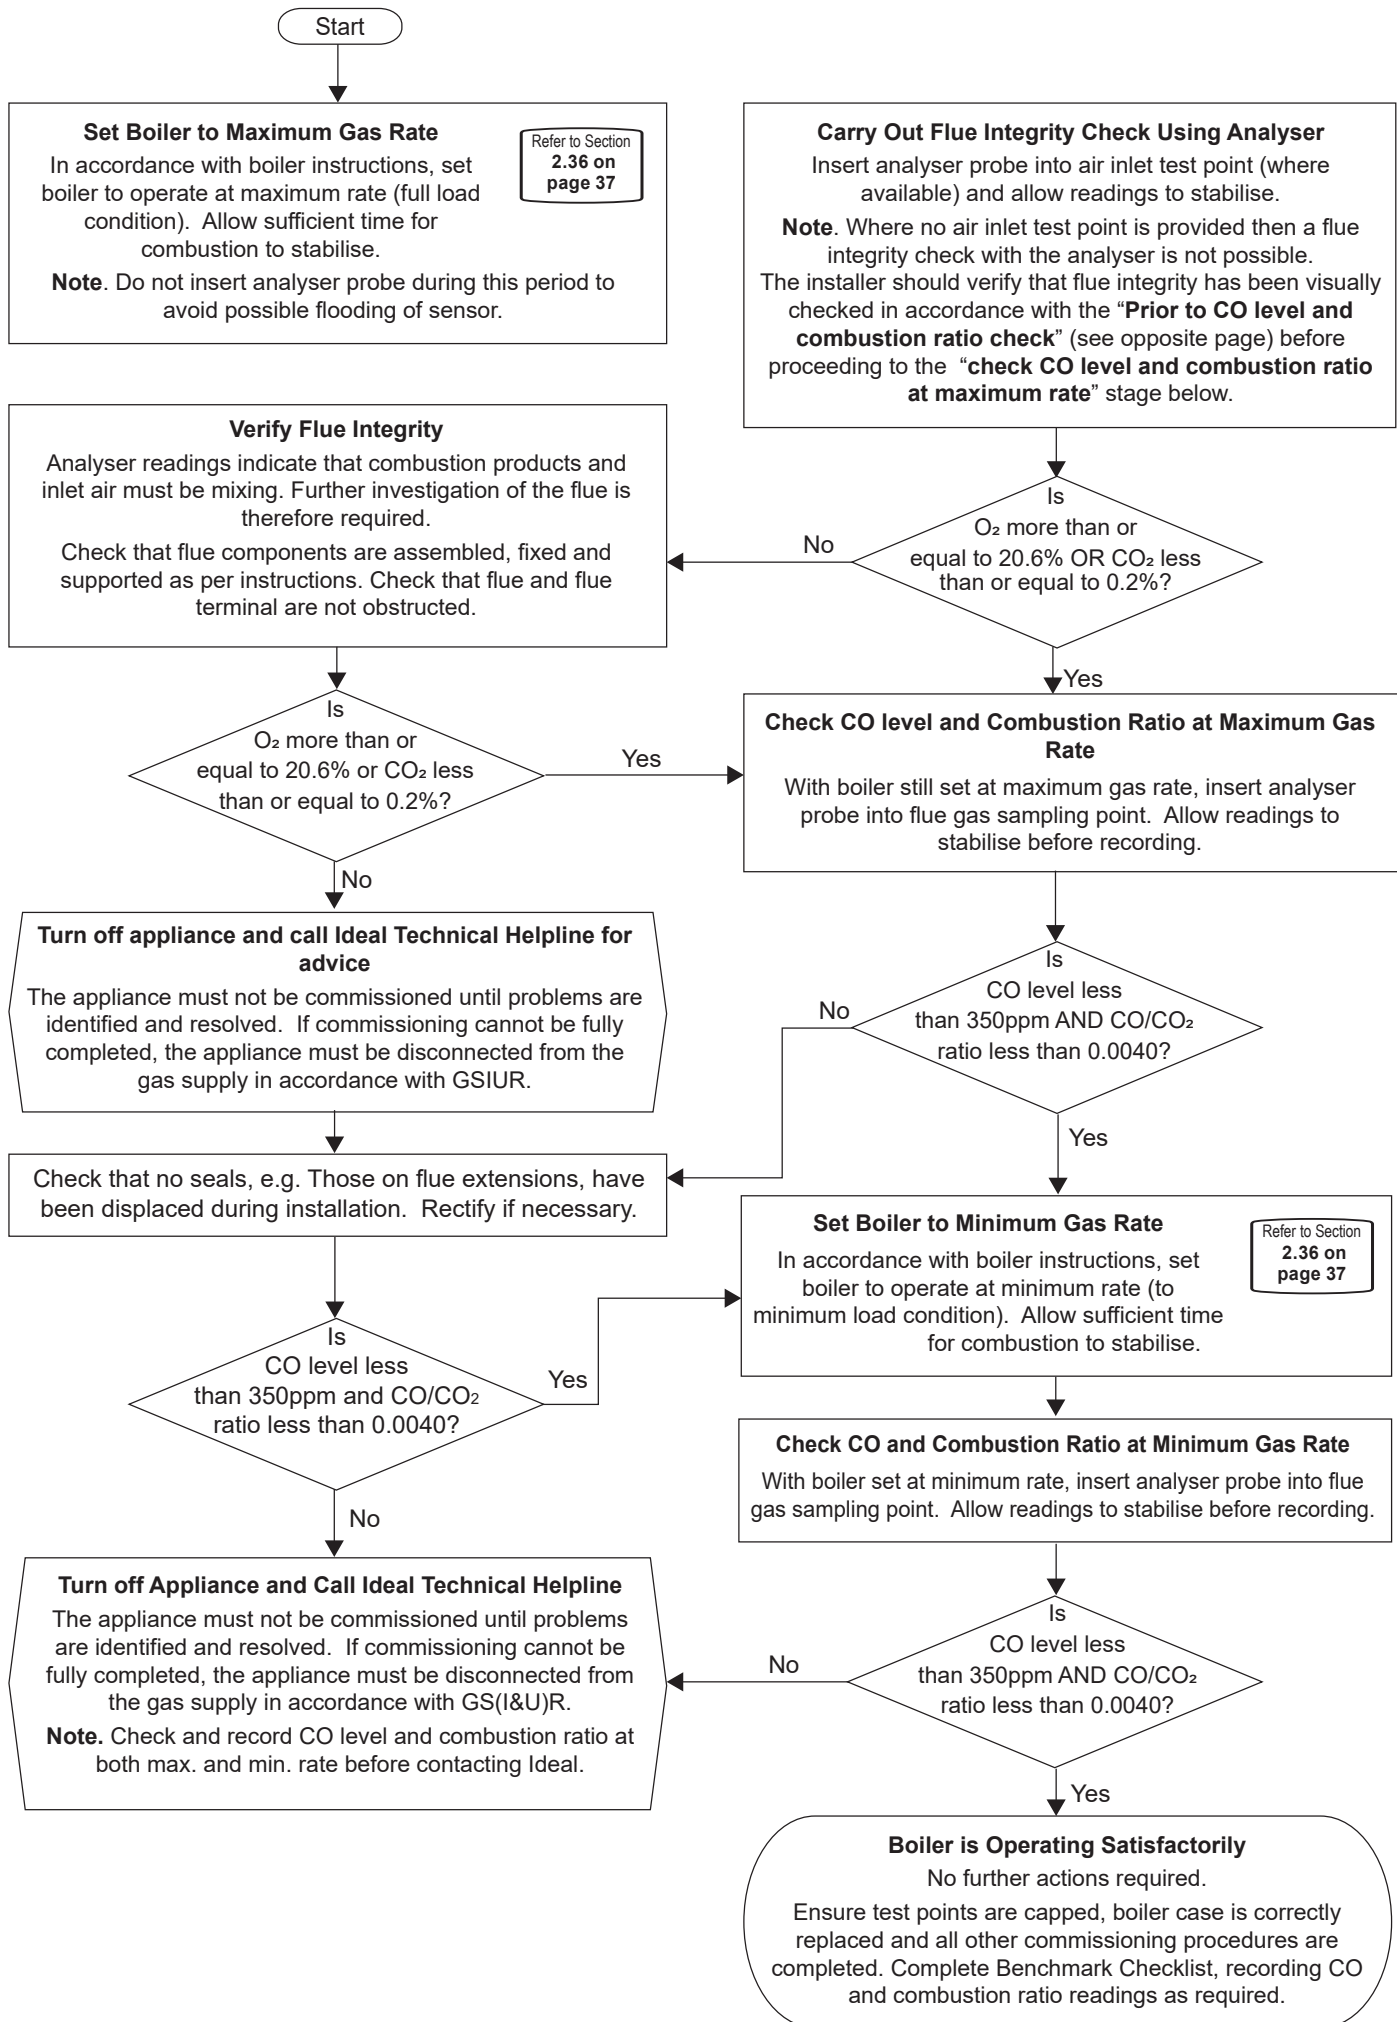 Start
Set Boiler to Maximum Gas Rate
In accordance with boiler instructions, set
boiler to operate at maximum rate (full load
condition).  Allow sufficient time for
combustion to stabilise.
Note. Do not insert analyser probe during this period to
avoid possible flooding of sensor.
Refer to Section
2.36 on
page 37
Carry Out Flue Integrity Check Using Analyser
Insert analyser probe into air inlet test point (where
available) and allow readings to stabilise.
Note. Where no air inlet test point is provided then a flue
integrity check with the analyser is not possible.
The installer should verify that flue integrity has been visually
checked in accordance with the “Prior to CO level and
combustion ratio check” (see opposite page) before
proceeding to the  “check CO level and combustion ratio
at maximum rate” stage below.
Is
O₂ more than or
equal to 20.6% OR CO₂ less
than or equal to 0.2%?
No
Yes
Verify Flue Integrity
Analyser readings indicate that combustion products and
inlet air must be mixing. Further investigation of the flue is
therefore required.
Check that flue components are assembled, fixed and
supported as per instructions. Check that flue and flue
terminal are not obstructed.
Is
O₂ more than or
equal to 20.6% or CO₂ less
than or equal to 0.2%?
Yes
No
Check CO level and Combustion Ratio at Maximum Gas
Rate
With boiler still set at maximum gas rate, insert analyser
probe into flue gas sampling point.  Allow readings to
stabilise before recording.
Turn off appliance and call Ideal Technical Helpline for
advice
The appliance must not be commissioned until problems are
identified and resolved.  If commissioning cannot be fully
completed, the appliance must be disconnected from the
gas supply in accordance with GSIUR.
Is
CO level less
than 350ppm AND CO/CO₂
ratio less than 0.0040?
No
Yes
Check that no seals, e.g. Those on flue extensions, have
been displaced during installation.  Rectify if necessary.
Set Boiler to Minimum Gas Rate
In accordance with boiler instructions, set
boiler to operate at minimum rate (to
minimum load condition).  Allow sufficient time
for combustion to stabilise.
Refer to Section
2.36 on
page 37
Is
CO level less
than 350ppm and CO/CO₂
ratio less than 0.0040?
Yes
No
Check CO and Combustion Ratio at Minimum Gas Rate
With boiler set at minimum rate, insert analyser probe into flue
gas sampling point.  Allow readings to stabilise before recording.
Turn off Appliance and Call Ideal Technical Helpline
The appliance must not be commissioned until problems
are identified and resolved.  If commissioning cannot be
fully completed, the appliance must be disconnected from
the gas supply in accordance with GS(I&U)R.
Note. Check and record CO level and combustion ratio at
both max. and min. rate before contacting Ideal.
Is
CO level less
than 350ppm AND CO/CO₂
ratio less than 0.0040?
No
Yes
Boiler is Operating Satisfactorily
No further actions required.
Ensure test points are capped, boiler case is correctly
replaced and all other commissioning procedures are
completed. Complete Benchmark Checklist, recording CO
and combustion ratio readings as required.